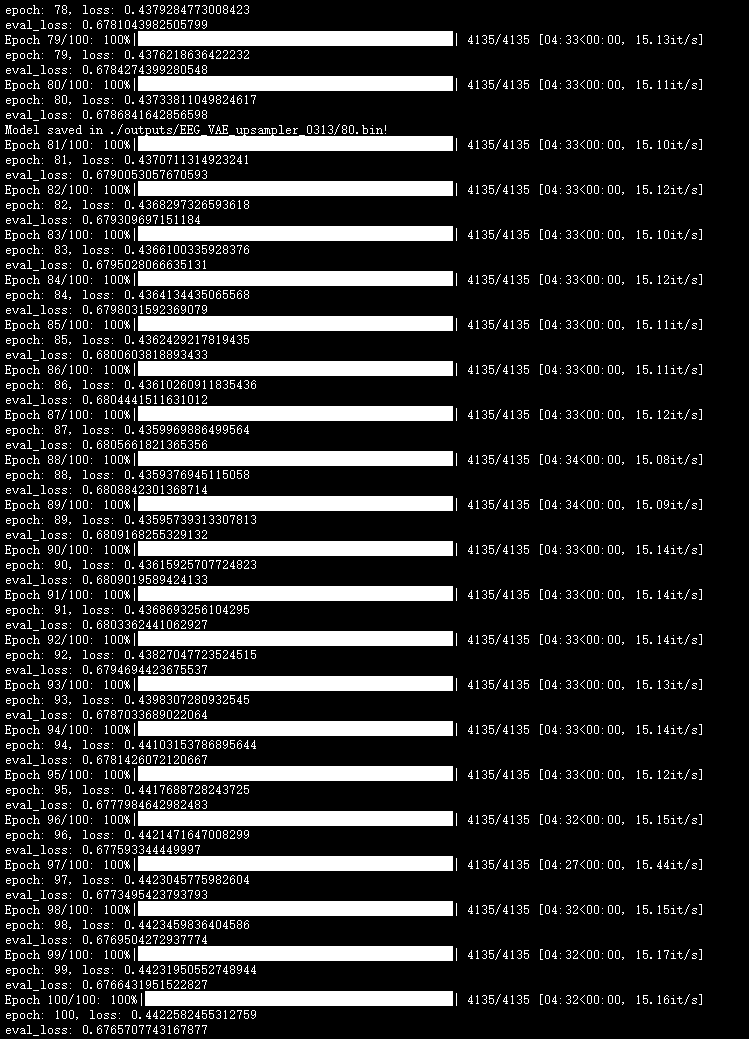 epoch: 78, loss: 0.4379284773008423
eval_loss: 0.6781043982505799
Epoch 79/100: 100%| | 4135/4135 [04:33<00:00, 15.13it/s]
epoch: 79, loss: 0.4376218636422232
eval_loss: 0.6784274399280548
Epoch 80/100: 100%| | 4135/4135 [04:33<00:00, 15.11it/s]
epoch: 80, loss: 0.43733811049824617
eval_loss: 0.6786841642856598
Model saved in ./outputs/EEG_VAE_upsampler_0313/80.bin!
Epoch 81/100: 100%| | 4135/4135 [04:33<00:00, 15.10it/s]
epoch: 81, loss: 0.4370711314923241
eval_loss: 0.6790053057670593
Epoch 82/100: 100%| | 4135/4135 [04:33<00:00, 15.12it/s]
epoch: 82, loss: 0.4368297326593618
eval_loss: 0.679309697151184
Epoch 83/100: 100%| | 4135/4135 [04:33<00:00, 15.10it/s]
epoch: 83, loss: 0.4366100335928376
eval_loss: 0.6795028066635131
Epoch 84/100: 100%| | 4135/4135 [04:33<00:00, 15.12it/s]
epoch: 84, loss: 0.4364134435065568
eval_loss: 0.6798031592369079
Epoch 85/100: 100%| | 4135/4135 [04:33<00:00, 15.11it/s]
epoch: 85, loss: 0.4362429217819435
eval_loss: 0.6800603818893433
Epoch 86/100: 100%| | 4135/4135 [04:33<00:00, 15.11it/s]
epoch: 86, loss: 0.43610260911835436
eval_loss: 0.6804441511631012
Epoch 87/100: 100%| | 4135/4135 [04:33<00:00, 15.12it/s]
epoch: 87, loss: 0.4359969886499564
eval_loss: 0.6805661821365356
Epoch 88/100: 100%| | 4135/4135 [04:34<00:00, 15.08it/s]
epoch: 88, loss: 0.4359376945115058
eval_loss: 0.6808842301368714
Epoch 89/100: 100%| | 4135/4135 [04:34<00:00, 15.09it/s]
epoch: 89, loss: 0.43595739313307813
eval_loss: 0.6809168255329132
Epoch 90/100: 100%| | 4135/4135 [04:33<00:00, 15.14it/s]
epoch: 90, loss: 0.43615925707724823
eval_loss: 0.6809019589424133
Epoch 91/100: 100%| | 4135/4135 [04:33<00:00, 15.14it/s]
epoch: 91, loss: 0.4368693256104295
eval_loss: 0.6803362441062927
Epoch 92/100: 100%| | 4135/4135 [04:33<00:00, 15.14it/s]
epoch: 92, loss: 0.43827047723524515
eval_loss: 0.6794694423675537
Epoch 93/100: 100%| | 4135/4135 [04:33<00:00, 15.13it/s]
epoch: 93, loss: 0.4398307280932545
eval_loss: 0.6787033689022064
Epoch 94/100: 100%| | 4135/4135 [04:33<00:00, 15.14it/s]
epoch: 94, loss: 0.44103153786895644
eval_loss: 0.6781426072120667
Epoch 95/100: 100%| | 4135/4135 [04:33<00:00, 15.12it/s]
epoch: 95, loss: 0.4417688728243725
eval_loss: 0.6777984642982483
Epoch 96/100: 100%| | 4135/4135 [04:32<00:00, 15.15it/s]
epoch: 96, loss: 0.4421471647008299
eval_loss: 0.677593344449997
Epoch 97/100: 100%| | 4135/4135 [04:27<00:00, 15.44it/s]
epoch: 97, loss: 0.4423045775982604
eval_loss: 0.6773495423793793
Epoch 98/100: 100%| | 4135/4135 [04:32<00:00, 15.15it/s]
epoch: 98, loss: 0.4423459836404586
eval_loss: 0.6769504272937774
Epoch 99/100: 100%| | 4135/4135 [04:32<00:00, 15.17it/s]
epoch: 99, loss: 0.44231950552748944
eval_loss: 0.6766431951522827
Epoch 100/100: 100%| | 4135/4135 [04:32<00:00, 15.16it/s]
epoch: 100, loss: 0.4422582455312759
eval_loss: 0.6765707743167877